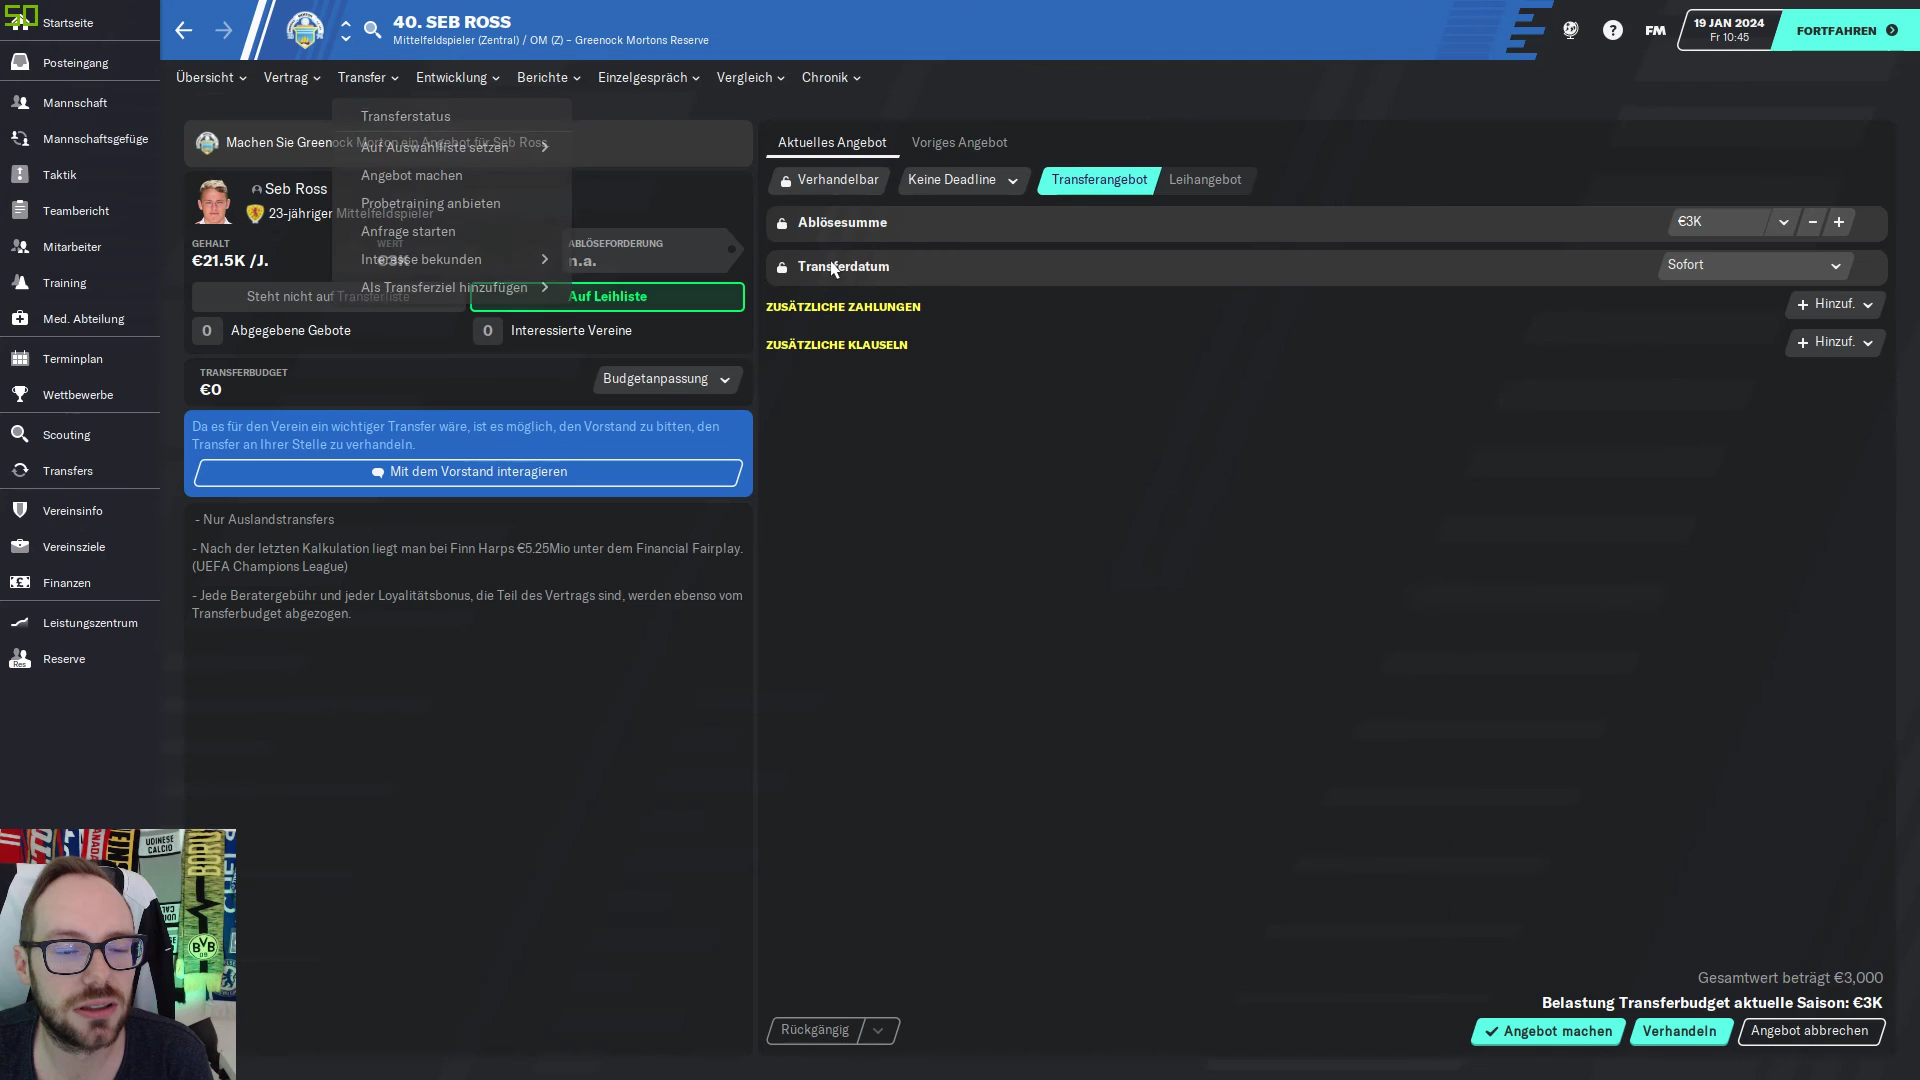 50
Startseite
Posteingang
Mannschaft
Mannschaftsgefüge
Taktik
Teambericht
Mitarbeiter
Training
Med. Abteilung
Terminplan
Wettbewerbe
Scouting
Transfers
Vereinsinfo
Vereinsziele
Finanzen
Leistungszentrum
Reserve
40. SEB ROSS
Mittelfeldspieler (Zentral) / OM (Z) – Greenock Mortons Reserve
FM
19 JAN 2024
Fr 10:45
FORTFAHREN
Übersicht
Vertrag
Transfer
Entwicklung
Berichte
Einzelgespräch
Vergleich
Chronik
Transferstatus
Auf Auswahlliste setzen
Angebot machen
Probetraining anbieten
Anfrage starten
Interesse bekunden
Als Transferziel hinzufügen
Machen Sie Greenock Morton ein Angebot für Seb Ross.
Seb Ross
23-jähriger Mittelfeldspieler
GEHALT
€21.5K /J.
WERT
€3K
ABLÖSEFORDERUNG
n.a.
Steht nicht auf Transferliste
Auf Leihliste
0 Abgegebene Gebote
0 Interessierte Vereine
TRANSFERBUDGET
€0
Budgetanpassung
Da es für den Verein ein wichtiger Transfer wäre, ist es möglich, den Vorstand zu bitten, den
Transfer an Ihrer Stelle zu verhandeln.
Mit dem Vorstand interagieren
- Nur Auslandstransfers
- Nach der letzten Kalkulation liegt man bei Finn Harps €5.25Mio unter dem Financial Fairplay.
(UEFA Champions League)
- Jede Beratergebühr und jeder Loyalitätsbonus, die Teil des Vertrags sind, werden ebenso vom
Transferbudget abgezogen.
Aktuelles Angebot
Voriges Angebot
Verhandelbar
Keine Deadline
Transferangebot
Leihangebot
Ablösesumme
€3K
Transferdatum
Sofort
ZUSÄTZLICHE ZAHLUNGEN
+ Hinzuf.
ZUSÄTZLICHE KLAUSELN
+ Hinzuf.
Gesamtwert beträgt €3,000
Belastung Transferbudget aktuelle Saison: €3K
Rückgängig
Angebot machen
Verhandeln
Angebot abbrechen
UDINESE
CALCIO
BVB
09